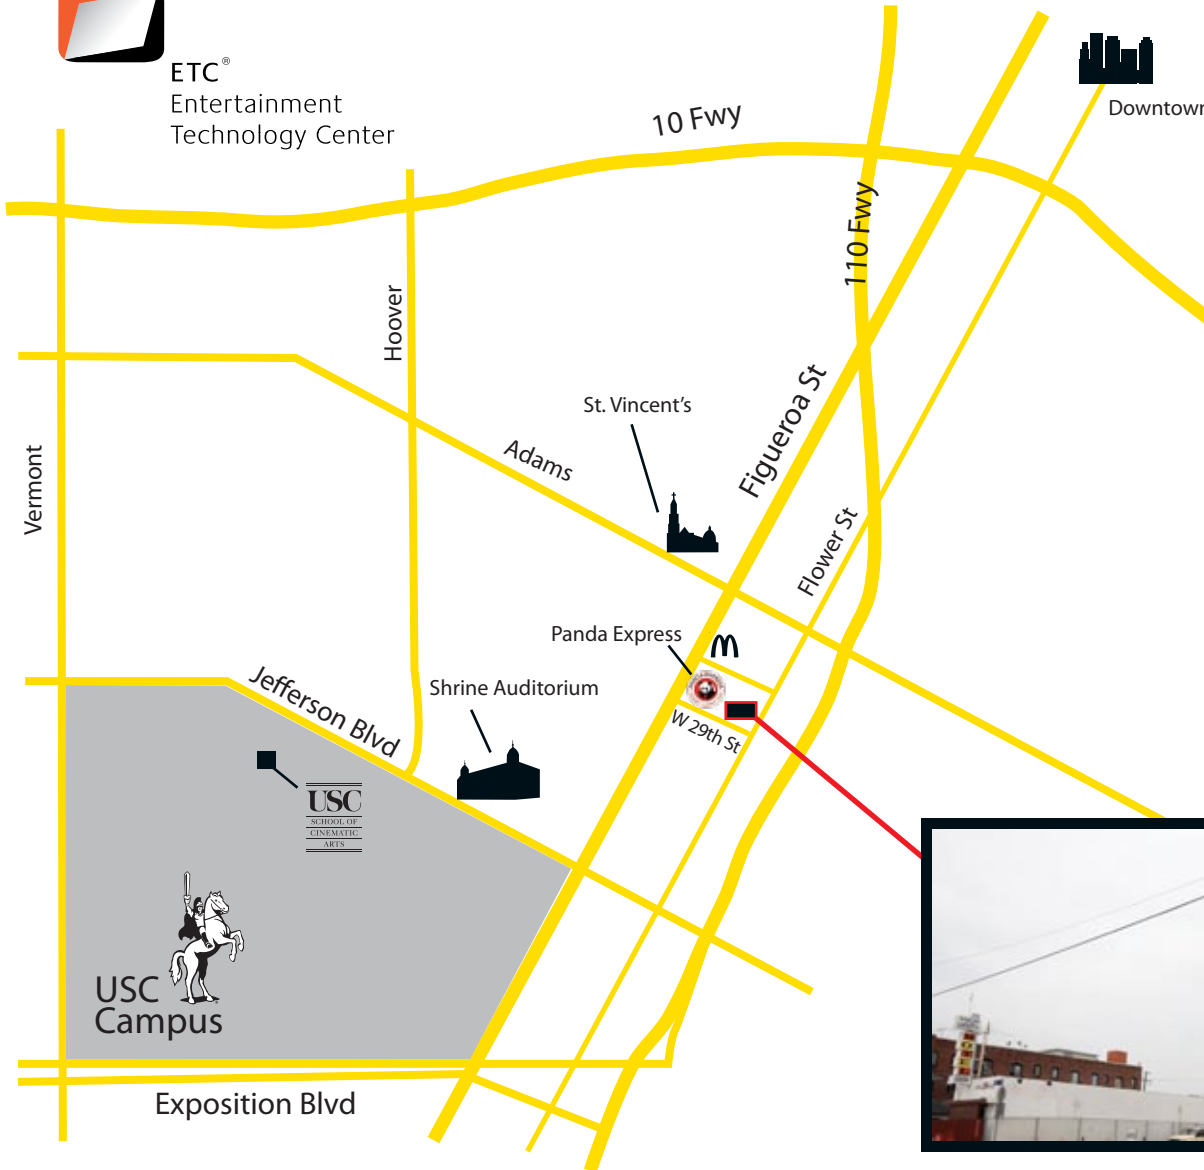 ETC®
Entertainment
Technology Center
Downtown
10 Fwy
110 Fwy
Hoover
Vermont
St. Vincent's
Adams
Figueroa St
Flower St
Panda Express
Shrine Auditorium
W 29th St
Jefferson Blvd
USC
SCHOOL OF
CINEMATIC
ARTS
USC
Campus
Exposition Blvd